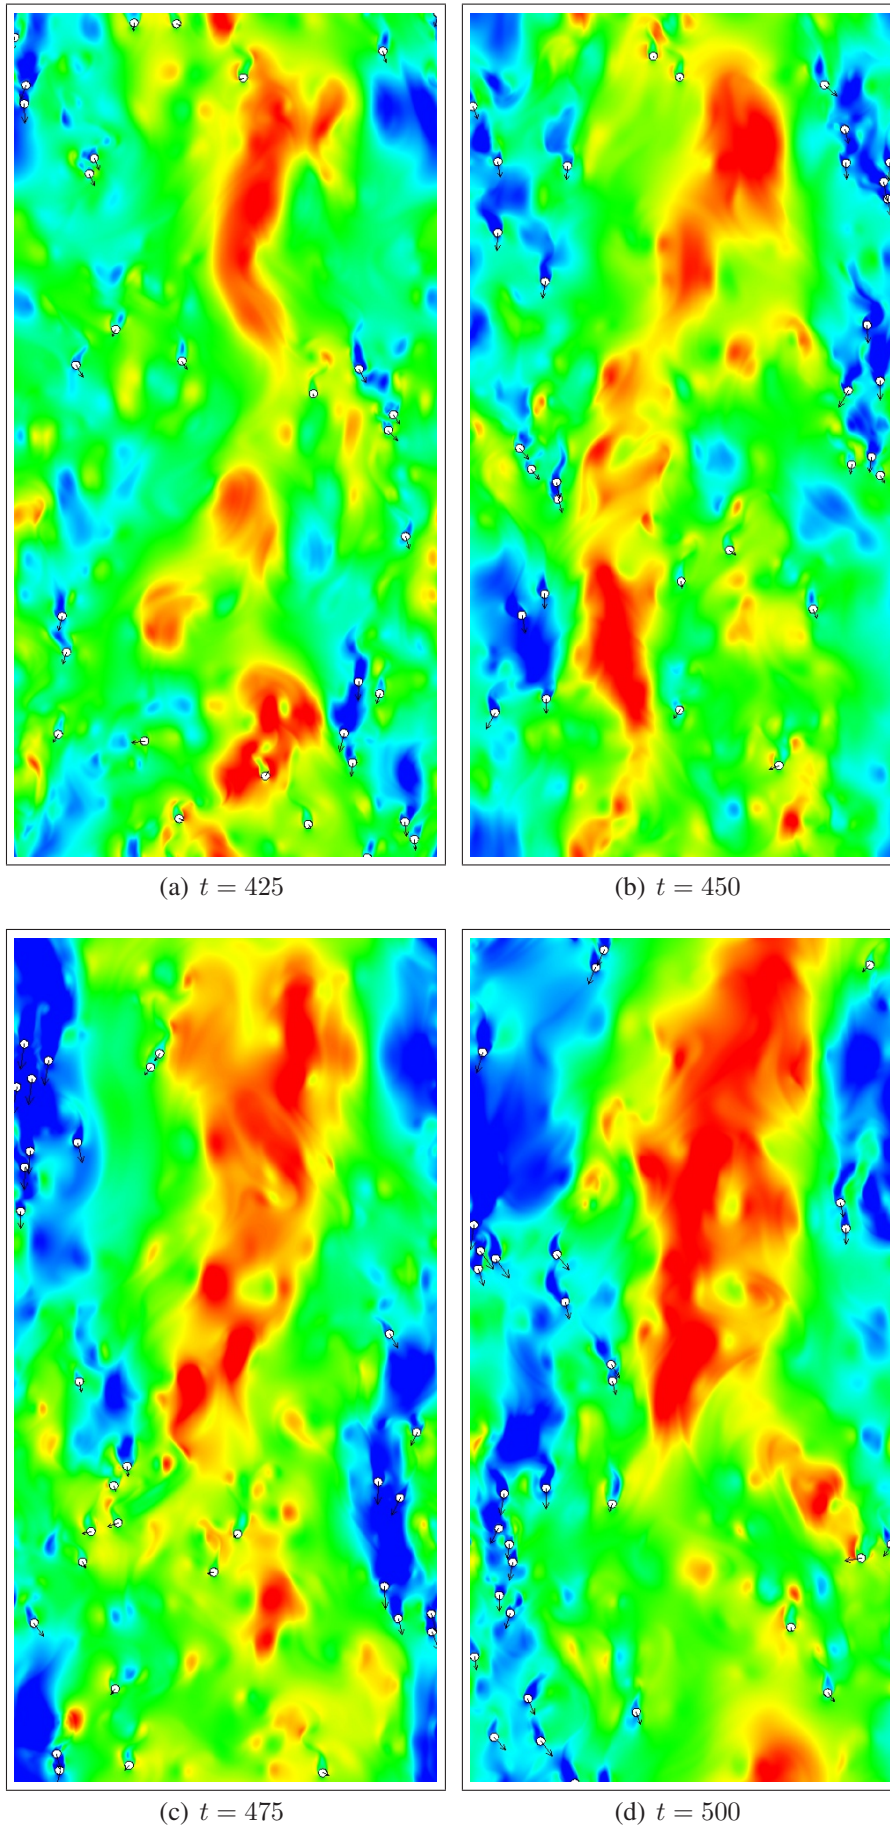 (a) t = 425
(b) t = 450
(c) t = 475
(d) t = 500